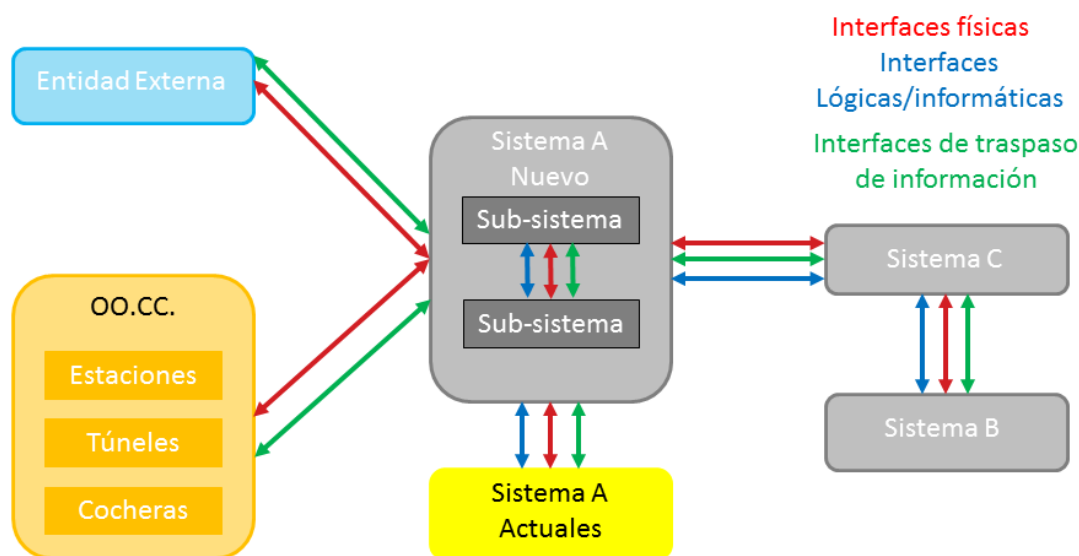 Entidad Externa
Interfaces físicas
Interfaces
Lógicas/informáticas
Interfaces de traspaso
de información
Sistema A
Nuevo
Sub-sistema
Sub-sistema
Sistema C
OO.CC.
Estaciones
Túneles
Cocheras
Sistema B
Sistema A
Actuales